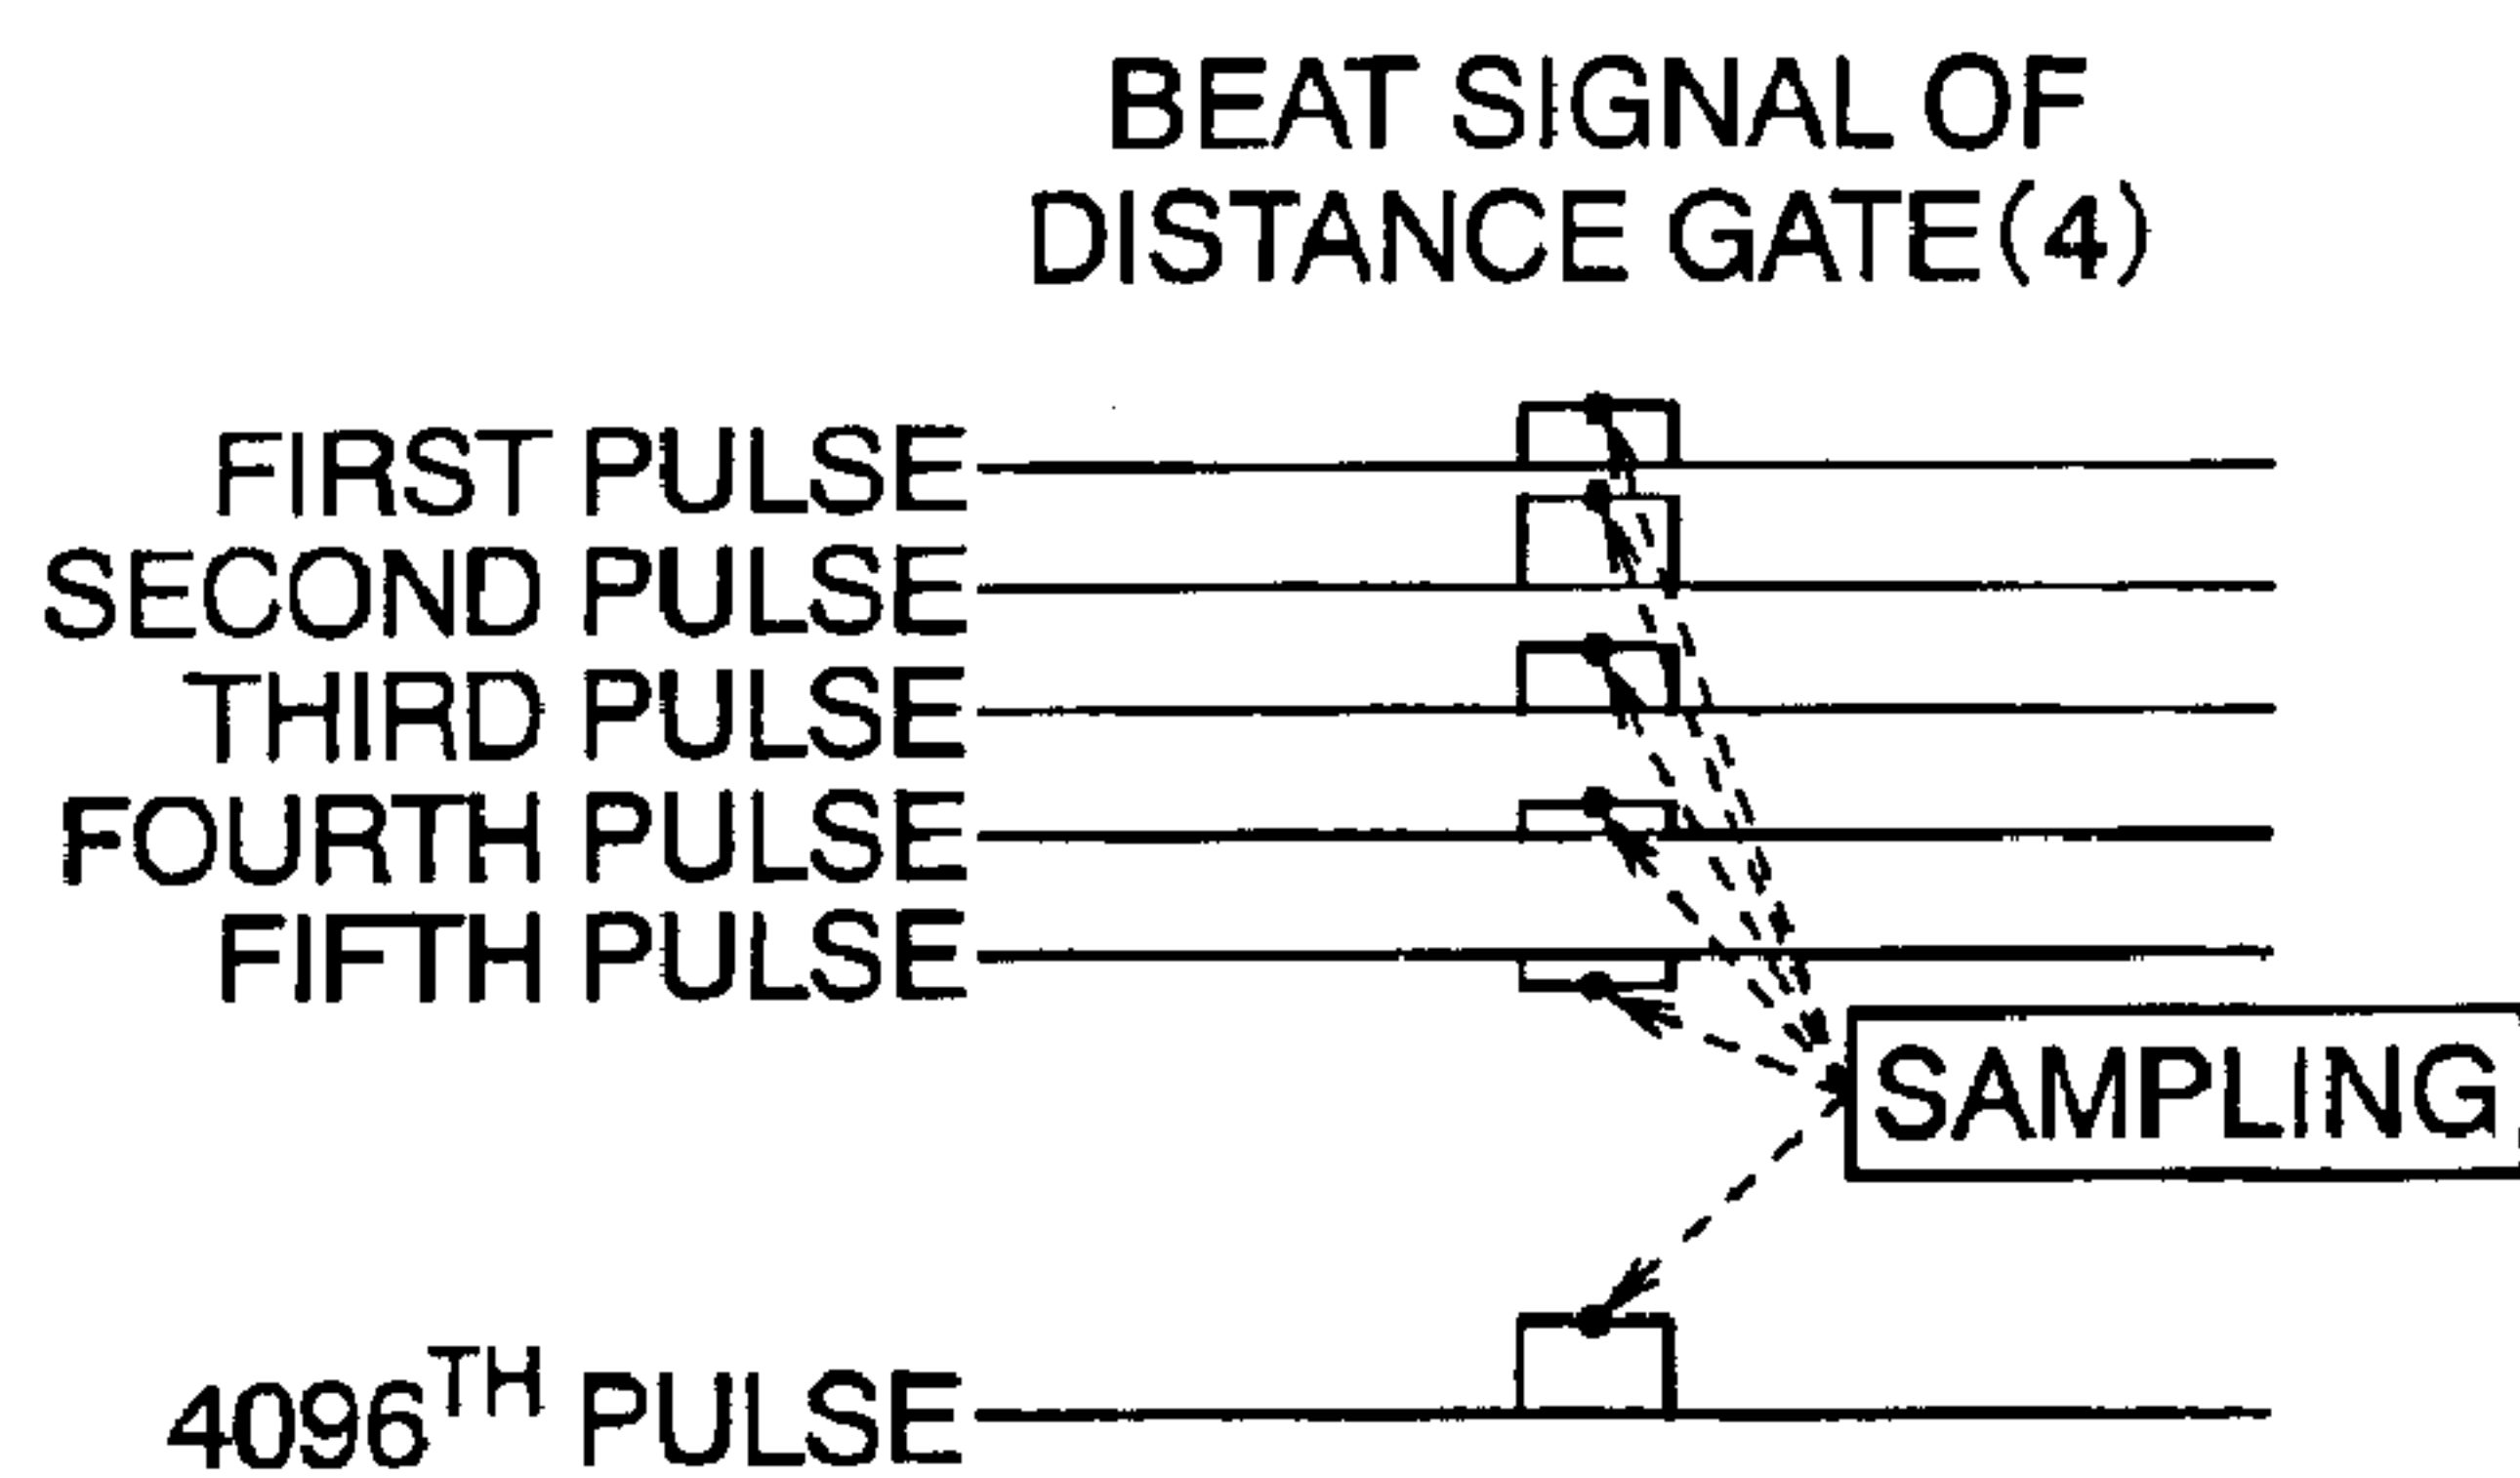 BEAT SIGNAL OF
DISTANCE GATE(4)
FIRST PULSE
SECOND PULSE
THIRD PULSE
FOURTH PULSE
FIFTH PULSE
SAMPLING
4096TH PULSE